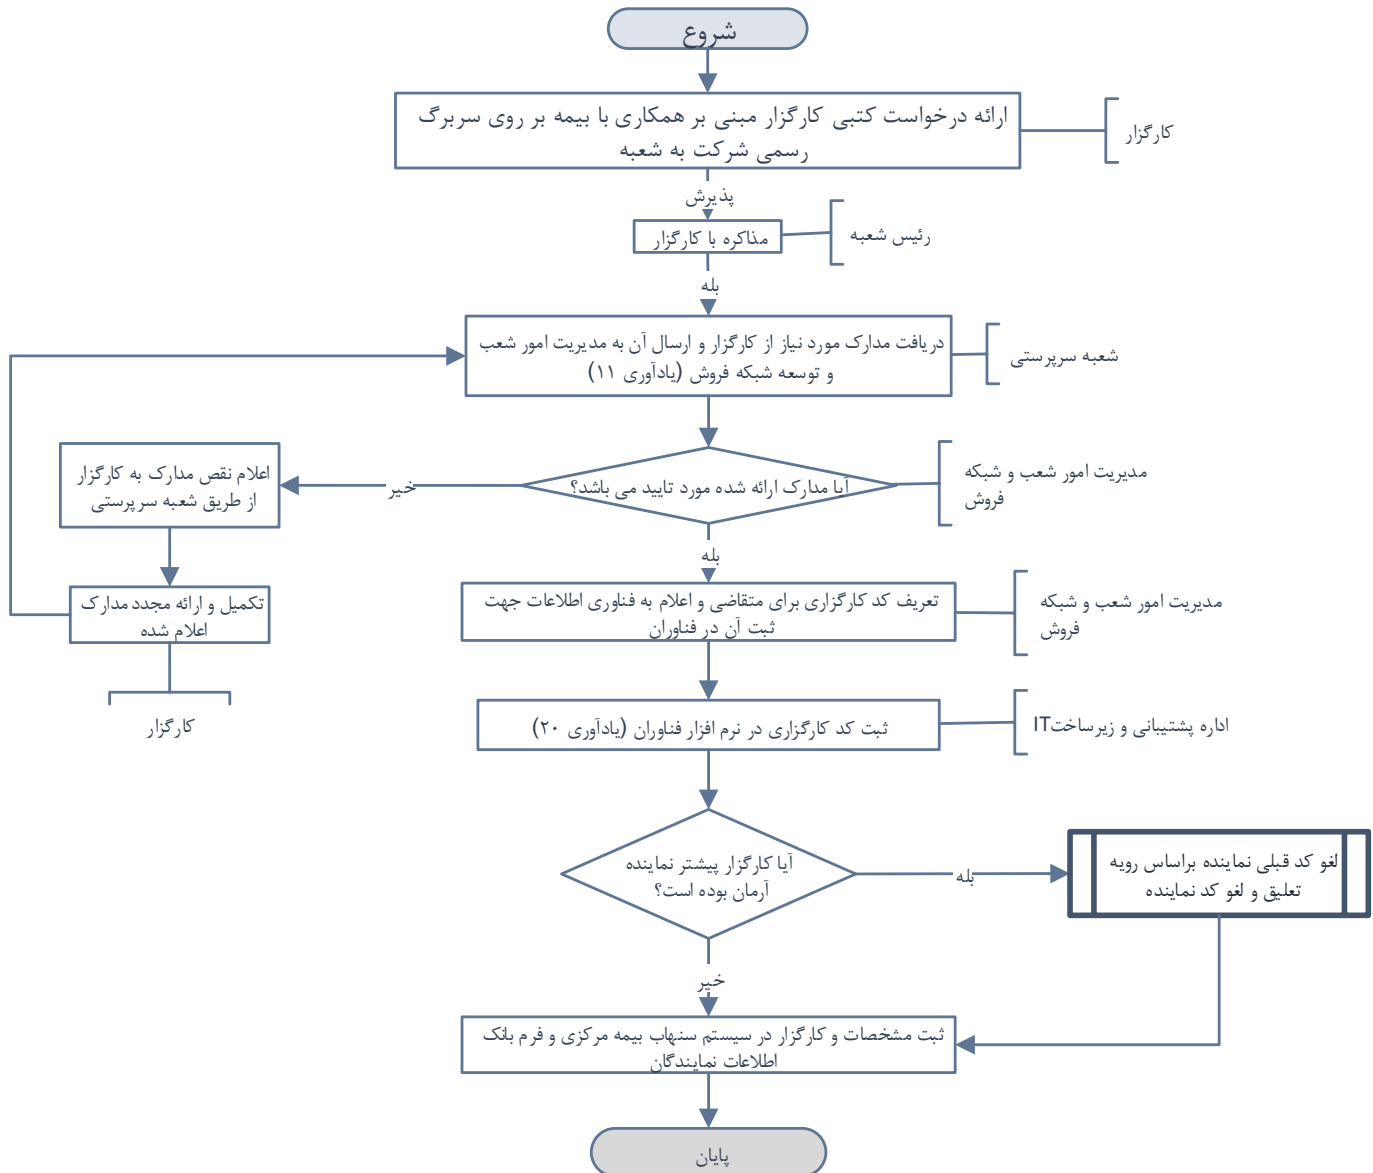 شروع
ارائه درخواست کتبی کارگزار مبنی بر همکاری با بیمه بر روی سربرگ
رسمی شرکت به شعبه
کارگزار
پذیرش
مذاکره با کارگزار
رئیس شعبه
بله
دریافت مدارک مورد نیاز از کارگزار و ارسال آن به مدیریت امور شعب
و توسعه شبکه فروش (یادآوری ۱۱)
شعبه سرپرستی
آیا مدارک ارائه شده مورد تایید می باشد؟
مدیریت امور شعب و شبکه
فروش
خیر
اعلام نقص مدارک به کارگزار
از طریق شعبه سرپرستی
تکمیل و ارائه مجدد مدارک
اعلام شده
کارگزار
بله
تعریف کد کارگزاری برای متقاضی و اعلام به فناوری اطلاعات جهت
ثبت آن در فناوران
مدیریت امور شعب و شبکه
فروش
ثبت کد کارگزاری در نرم افزار فناوران (یادآوری ۲۰)
اداره پشتیبانی و زیرساختIT
آیا کارگزار پیشتر نماینده
آرمان بوده است؟
بله
لغو کد قبلی نماینده براساس رویه
تعلیق و لغو کد نماینده
خیر
ثبت مشخصات و کارگزار در سیستم سنهاب بیمه مرکزی و فرم بانک
اطلاعات نمایندگان
پایان